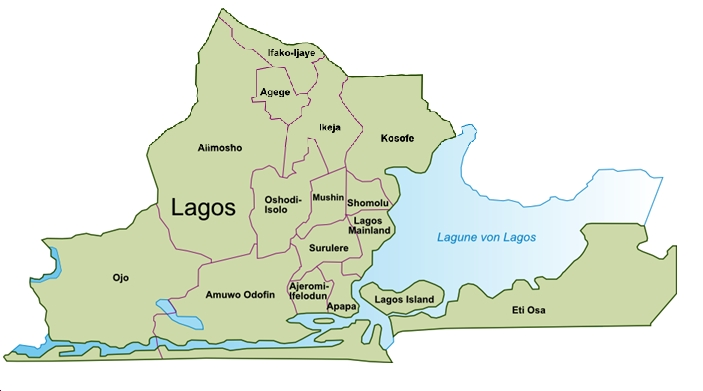 Ifako-Ijaye
Agege
Ikeja
Kosofe
Aiimosho
Oshodi-
Isolo
Mushin
Shomolu
Lagos
Lagos
Mainland
Lagune von Lagos
Surulere
Ojo
Amuwo Odofin
Ajeromi-
Ifelodun
Apapa
Lagos Island
Eti Osa